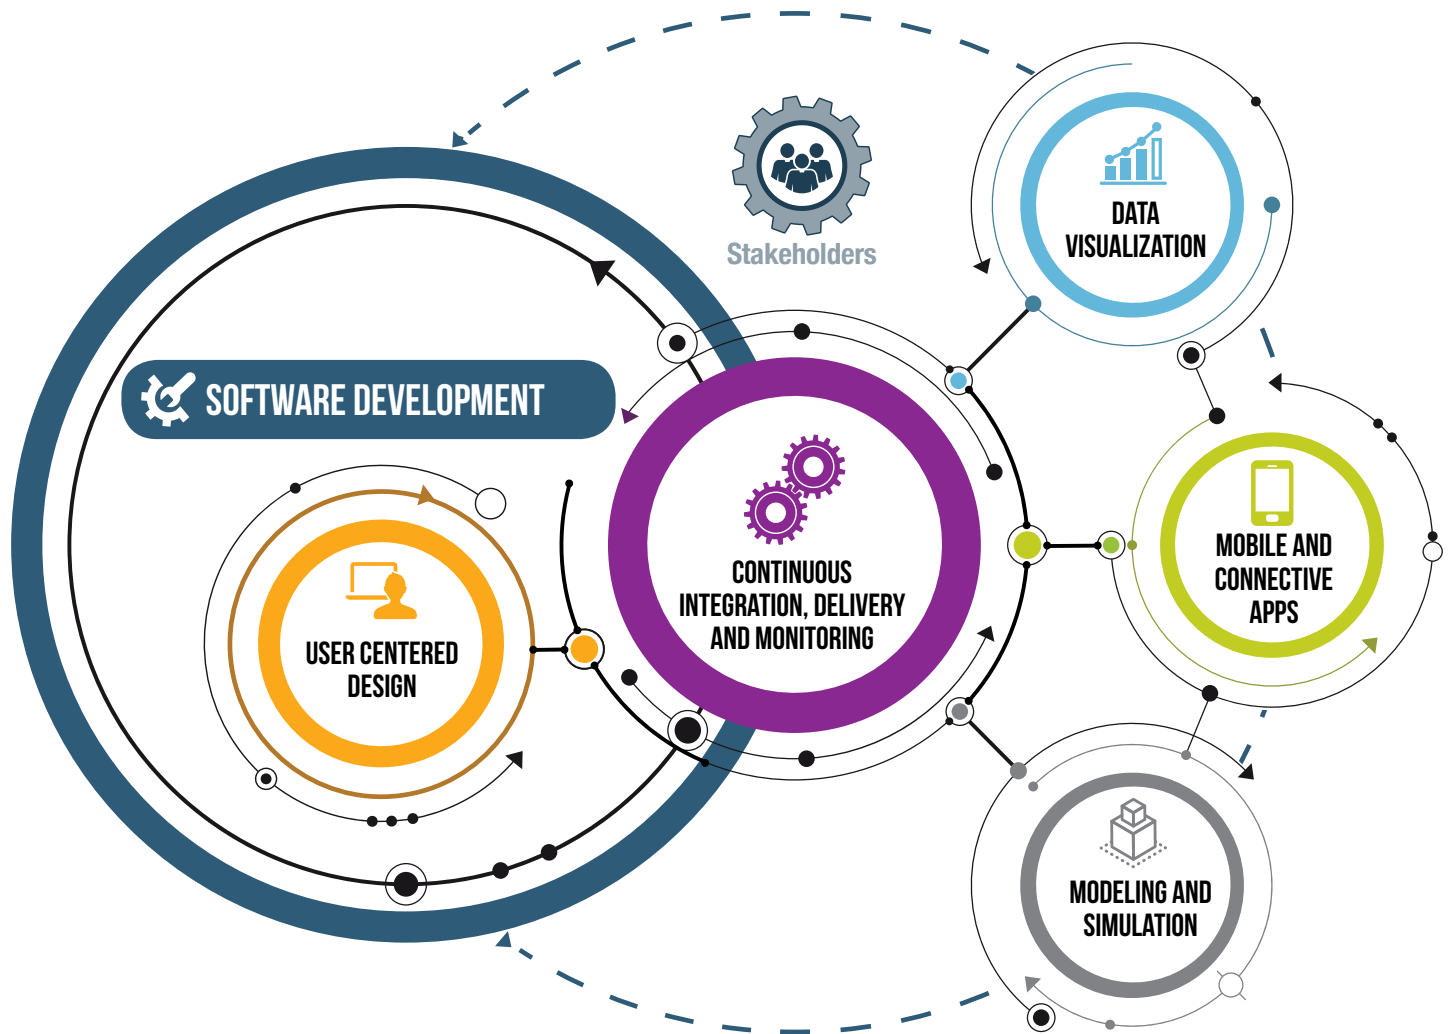 Stakeholders
DATA
VISUALIZATION
SOFTWARE DEVELOPMENT
CONTINUOUS
INTEGRATION, DELIVERY
AND MONITORING
MOBILE AND
CONNECTIVE
APPS
USER CENTERED
DESIGN
MODELING AND
SIMULATION